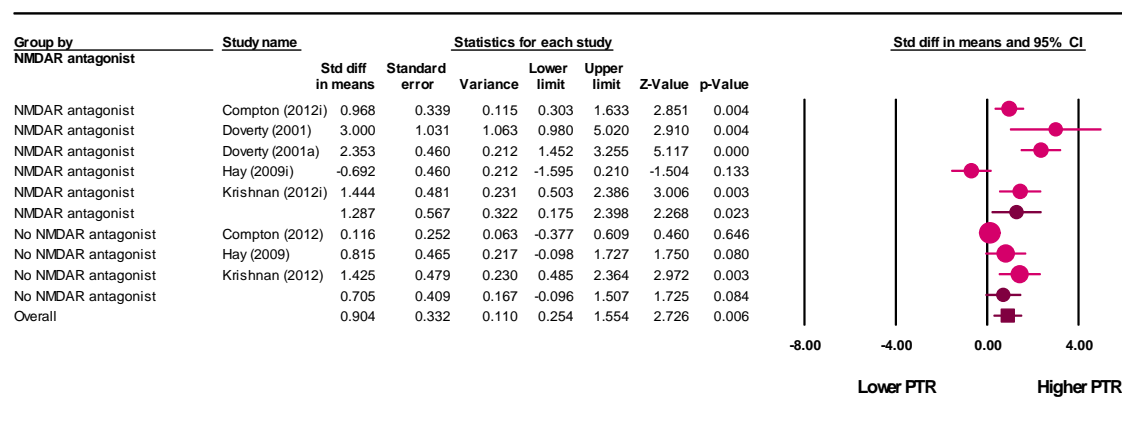 Group by Study name Statistics for each study Std diff in means and 95% CI
NMDAR antagonist
Std diff in means Standard error Variance Lower limit Upper limit Z-Value p-Value
NMDAR antagonist Compton (2012i) 0.968 0.339 0.115 0.303 1.633 2.851 0.004
NMDAR antagonist Doverty (2001) 3.000 1.031 1.063 0.980 5.020 2.910 0.004
NMDAR antagonist Doverty (2001a) 2.353 0.460 0.212 1.452 3.255 5.117 0.000
NMDAR antagonist Hay (2009i) -0.692 0.460 0.212 -1.595 0.210 -1.504 0.133
NMDAR antagonist Krishnan (2012i) 1.444 0.481 0.231 0.503 2.386 3.006 0.003
NMDAR antagonist 1.287 0.567 0.322 0.175 2.398 2.268 0.023
No NMDAR antagonist Compton (2012) 0.116 0.252 0.063 -0.377 0.609 0.460 0.646
No NMDAR antagonist Hay (2009) 0.815 0.465 0.217 -0.098 1.727 1.750 0.080
No NMDAR antagonist Krishnan (2012) 1.425 0.479 0.230 0.485 2.364 2.972 0.003
No NMDAR antagonist 0.705 0.409 0.167 -0.096 1.507 1.725 0.084
Overall 0.904 0.332 0.110 0.254 1.554 2.726 0.006
-8.00 -4.00 0.00 4.00
Lower PTR Higher PTR